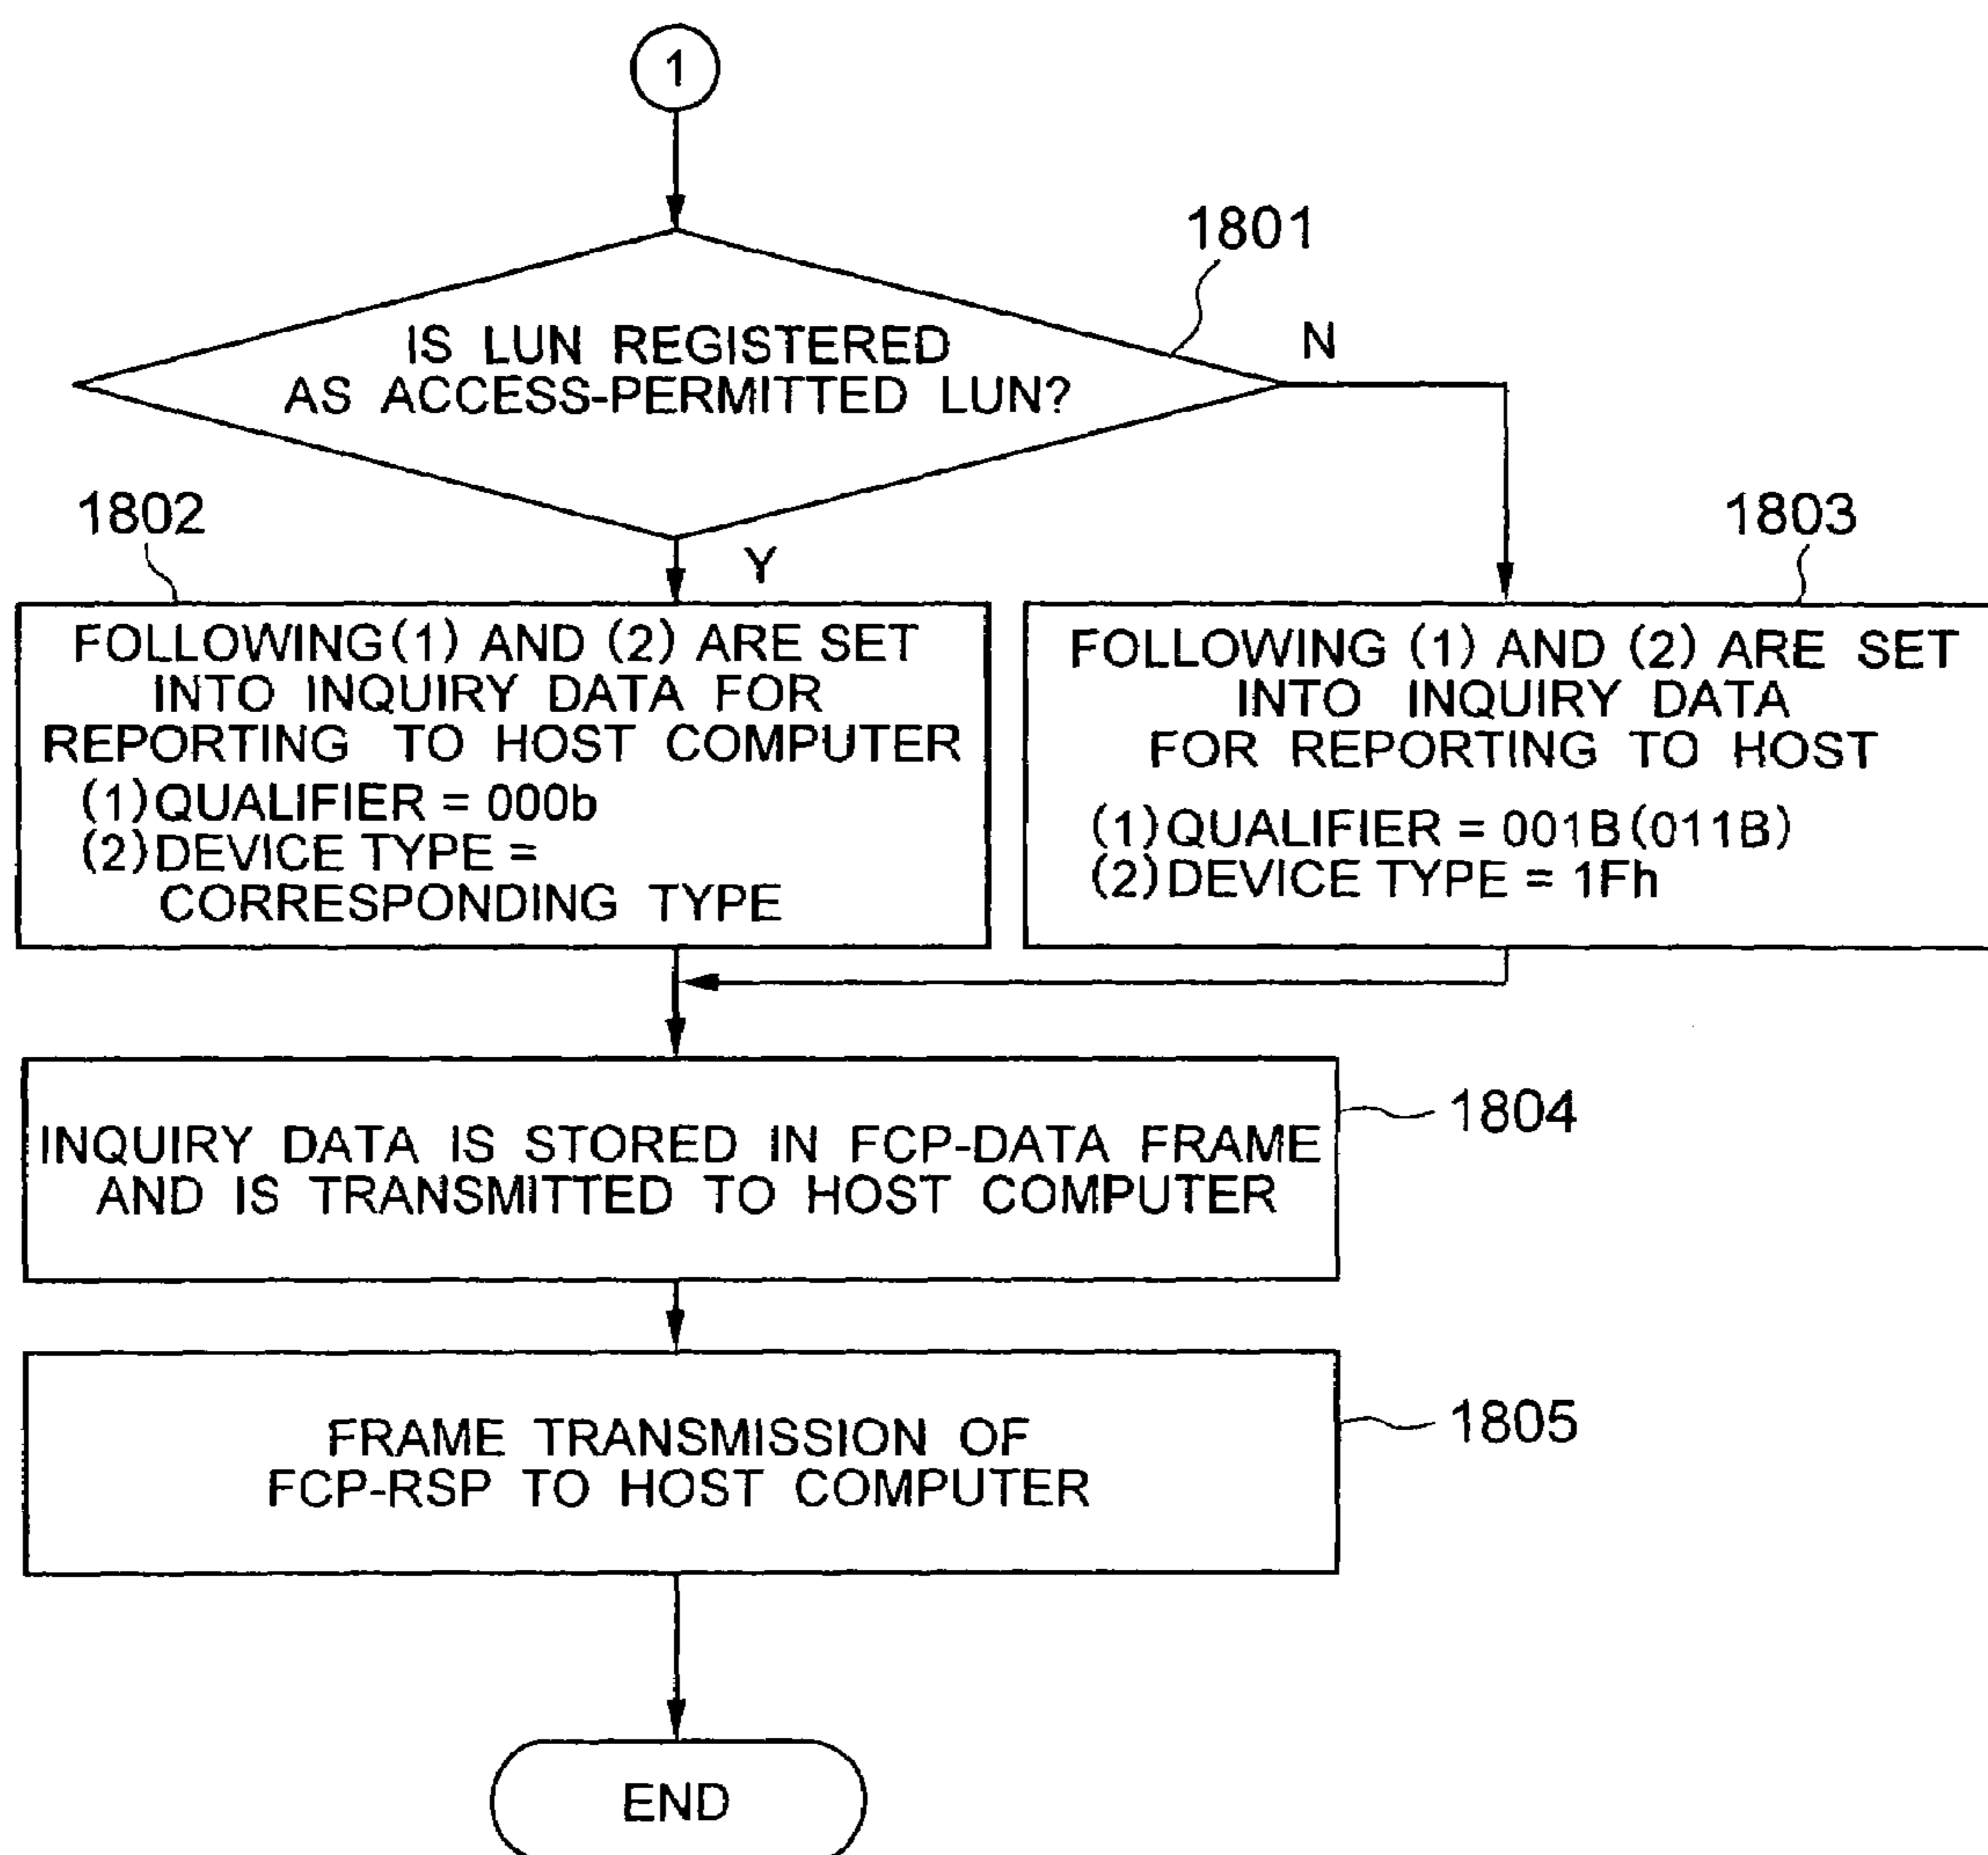 1
1801
IS LUN REGISTERED
AS ACCESS-PERMITTED LUN?
N
Y
1802
FOLLOWING(1) AND (2) ARE SET
INTO INQUIRY DATA FOR
REPORTING TO HOST COMPUTER
(1)QUALIFIER = 000b
(2)DEVICE TYPE =
CORRESPONDING TYPE
1803
FOLLOWING (1) AND (2) ARE SET
INTO INQUIRY DATA
FOR REPORTING TO HOST
(1)QUALIFIER = 001B(011B)
(2)DEVICE TYPE = 1Fh
INQUIRY DATA IS STORED IN FCP-DATA FRAME
AND IS TRANSMITTED TO HOST COMPUTER
1804
FRAME TRANSMISSION OF
FCP-RSP TO HOST COMPUTER
1805
END